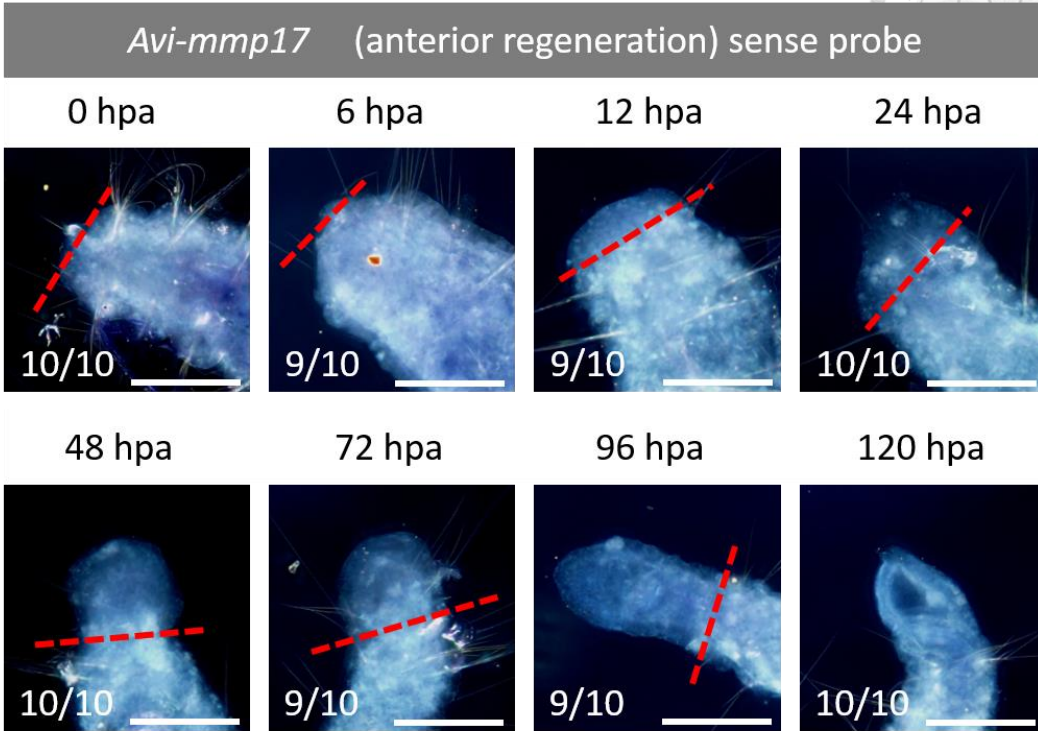 Avi-mmp17 (anterior regeneration) sense probe
0 hpa 6 hpa 12 hpa 24 hpa
10/10 9/10 9/10 10/10
48 hpa 72 hpa 96 hpa 120 hpa
10/10 9/10 9/10 10/10